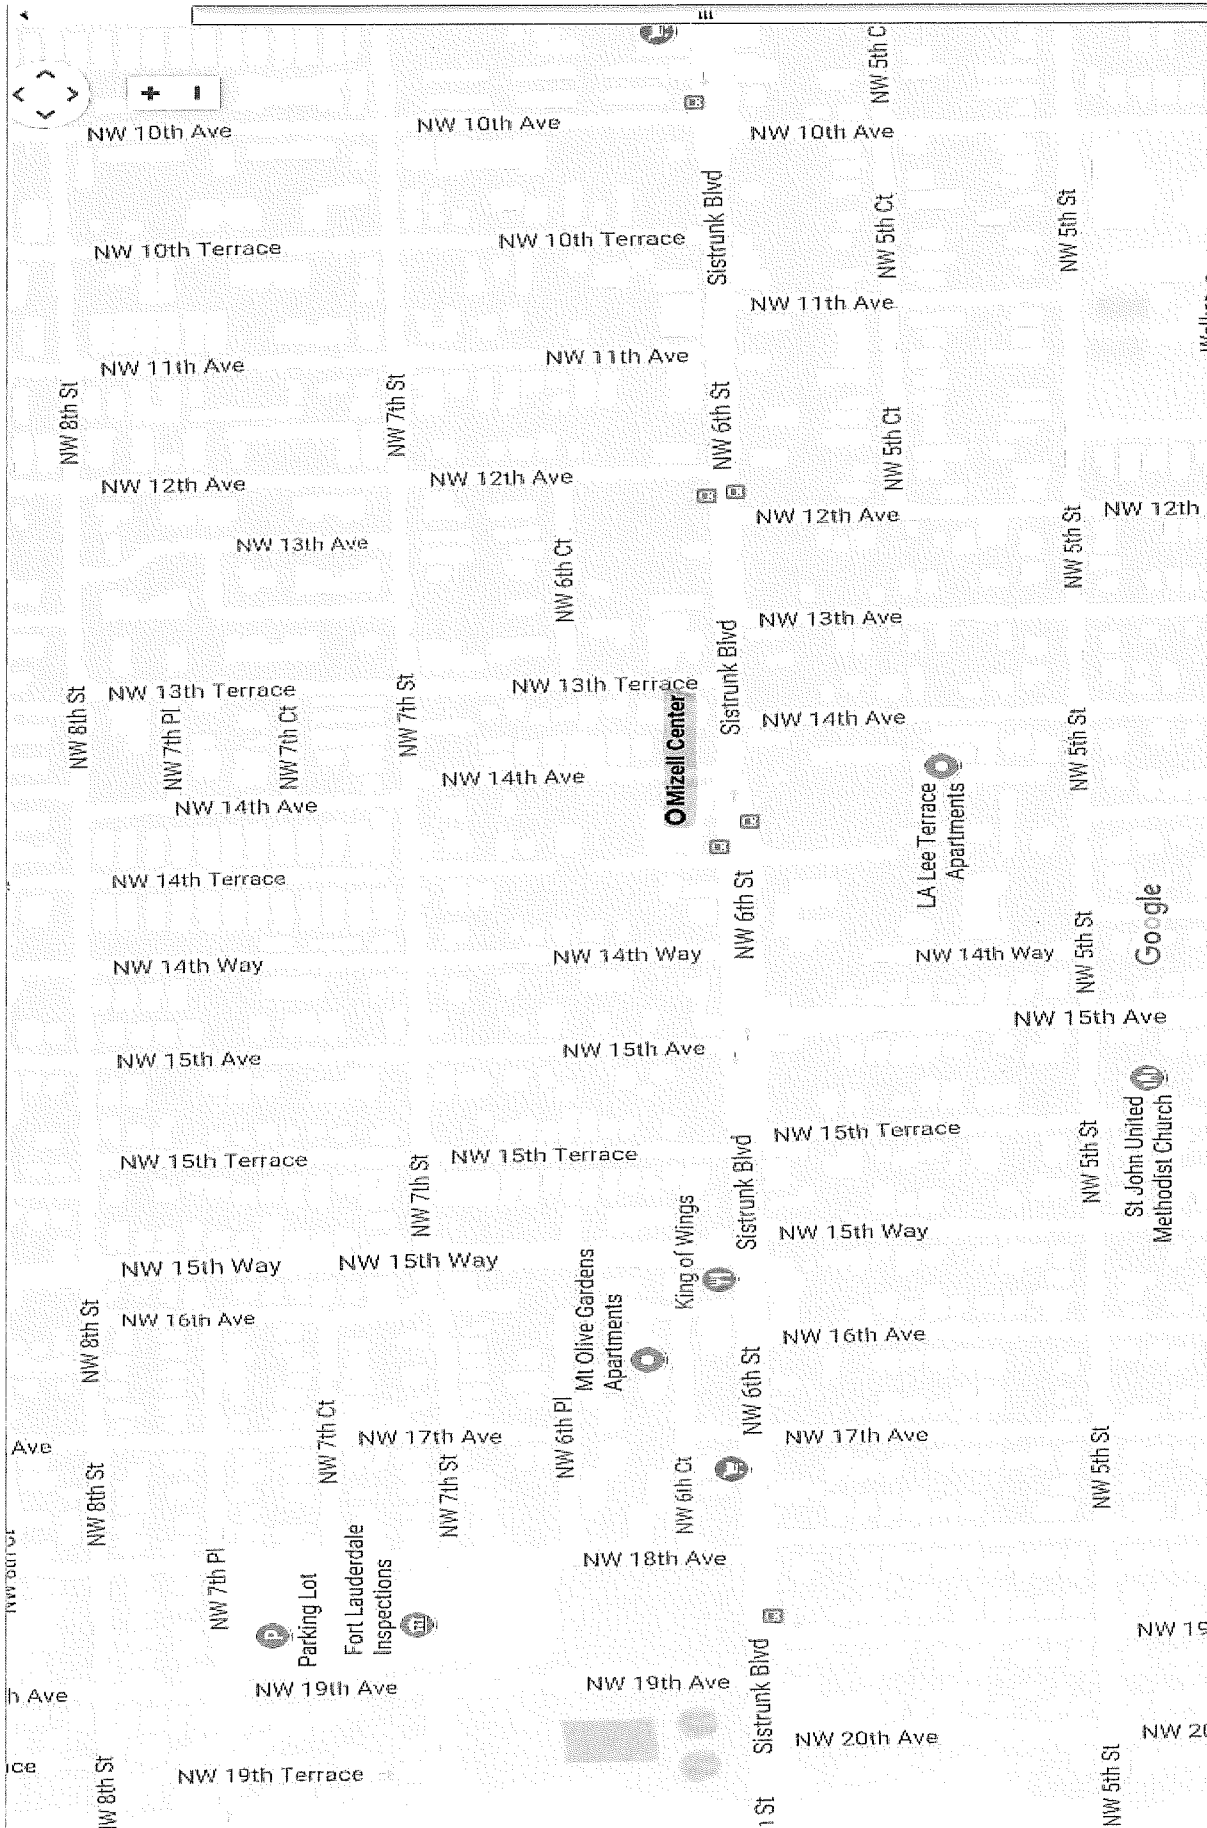 NW 5th C
NW 10th Ave
NW 10th Ave
NW 10th Ave
Sistrunk Blvd
NW 5th Ct
NW 5th St
NW 10th Terrace
NW 10th Terrace
NW 11th Ave
NW 11th Ave
NW 11th Ave
NW 8th St
NW 7th St
NW 6th St
NW 5th Ct
NW 12th Ave
NW 12th Ave
NW 12th Ave
NW 12th
NW 13th Ave
NW 6th Ct
NW 5th St
NW 13th Ave
Sistrunk Blvd
NW 13th Terrace
NW 13th Terrace
NW 8th St
NW 7th Pl
NW 7th Ct
NW 7th St
Mizell Center
NW 14th Ave
NW 5th St
NW 14th Ave
NW 14th Ave
LA Lee Terrace
Apartments
NW 14th Terrace
NW 6th St
Google
NW 14th Way
NW 14th Way
NW 14th Way
NW 5th St
NW 15th Ave
NW 15th Ave
NW 15th Ave
St John United
Methodist Church
NW 15th Terrace
NW 15th Terrace
NW 15th Terrace
NW 7th St
Sistrunk Blvd
NW 5th St
King of Wings
NW 15th Way
NW 15th Way
NW 15th Way
NW 16th Ave
NW 8th St
Mt Olive Gardens
Apartments
NW 16th Ave
NW 6th St
NW 7th Ct
NW 17th Ave
NW 6th Pl
NW 17th Ave
Ave
NW 8th St
NW 7th St
NW 6th Ct
NW 5th St
NW 18th Ave
NW 7th Pl
P
Parking Lot
Fort Lauderdale
Inspections
NW 19
h Ave
NW 19th Ave
NW 19th Ave
Sistrunk Blvd
NW 20th Ave
NW 20
NW 19th Terrace
NW 8th St
NW 5th St
St